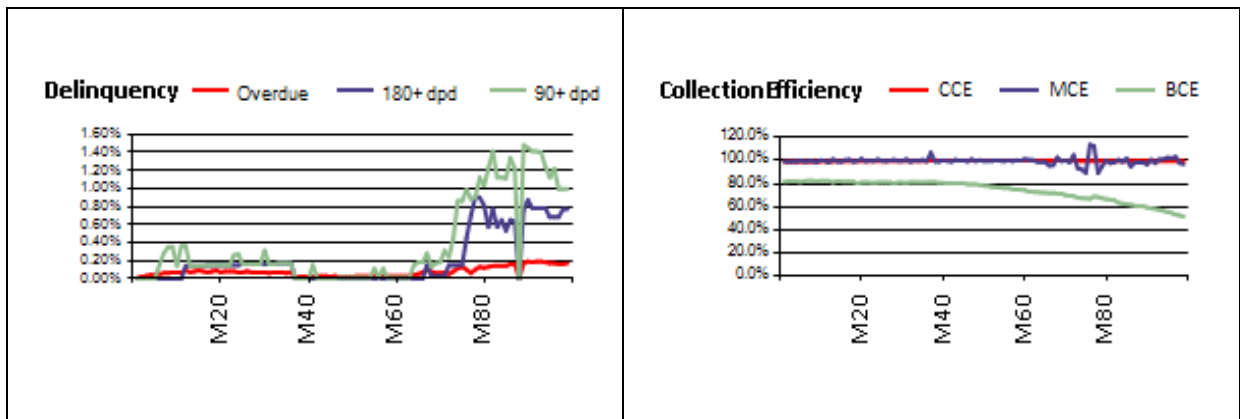 Delinquency Overdue 180+ dpd 90+ dpd
1.60%
1.40%
1.20%
1.00%
0.80%
0.60%
0.40%
0.20%
0.00%
M20
M40
M60
M80
Collection Efficiency CCE MCE BCE
120.0%
100.0%
80.0%
60.0%
40.0%
20.0%
0.0%
M20
M40
M60
M80